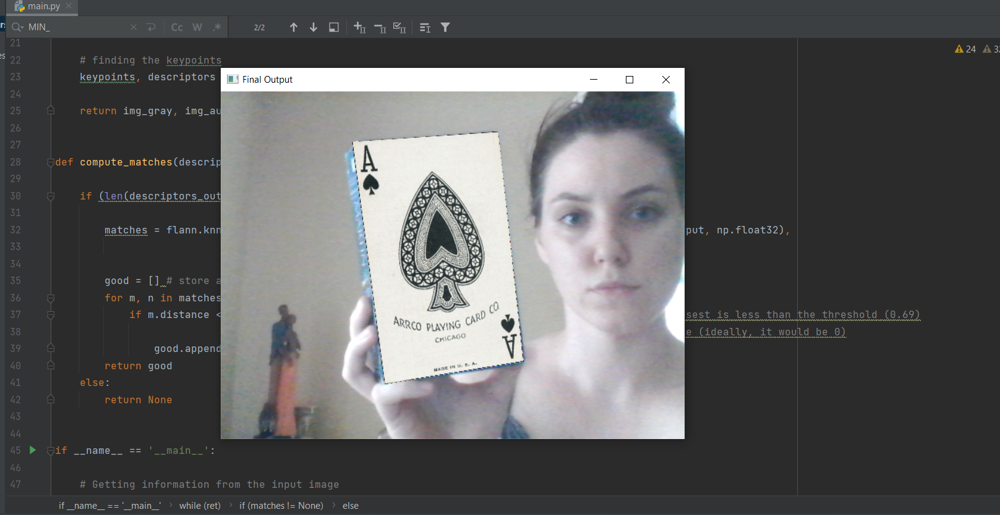 main.py
MIN_
Cc W .*
2/2
24
21
22 # finding the keypoints
23 keypoints, descriptors
24
25 return img_gray, img_au
26
27
28 def compute_matches(descrip
29
30 if (len(descriptors_out
31
32 matches = flann.knn put, np.float32),
33
34
35 good = [] # store a
36 for m, n in matches
37 if m.distance < sest is less than the threshold (0.69)
38 e (ideally, it would be 0)
39 good.append
40 return good
41 else:
42 return None
43
44
45 if __name__ == '__main__':
46
47 # Getting information from the input image
Final Output
A
ARRCO PLAYING CARD CO
CHICAGO
A
MADE IN U. S. A.
if __name__ == '__main__' › while (ret) › if (matches != None) › else